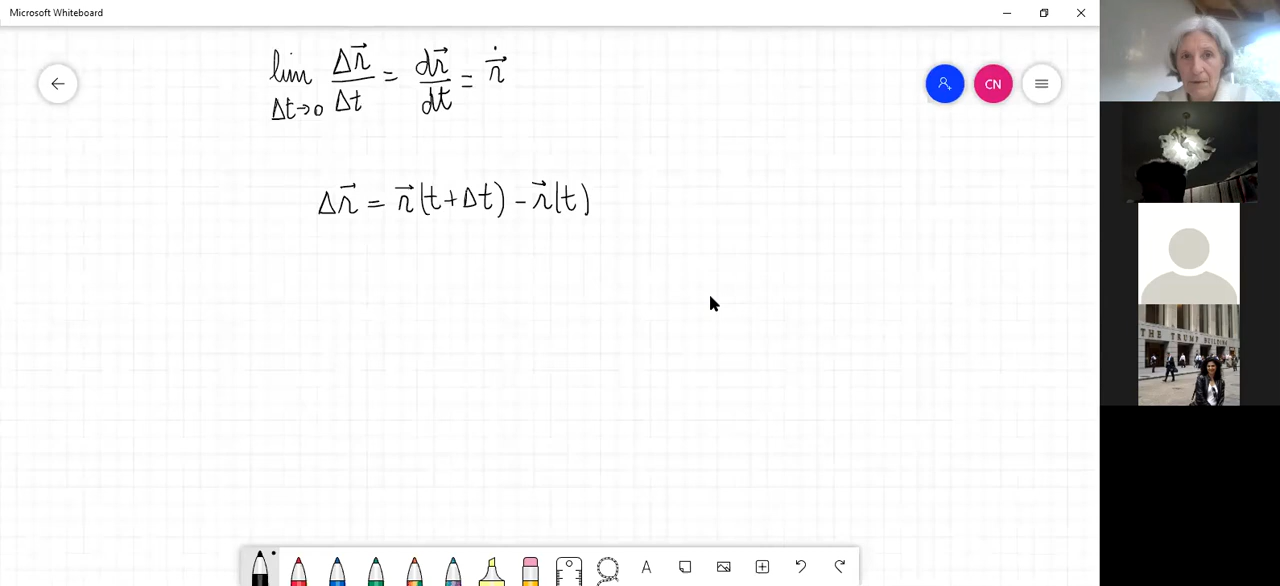 Microsoft Whiteboard
lim Δt→0 Δr⃗/Δt = dr⃗/dt = ṙ⃗
CN
Δr⃗ = r⃗(t+Δt) − r⃗(t)
THE TRUMP BUILDING
A